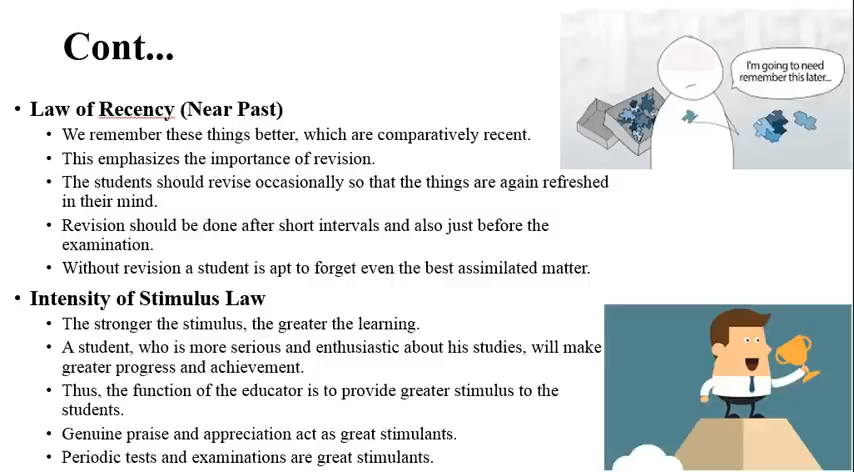 Cont...
• Law of Recency (Near Past)
• We remember these things better, which are comparatively recent.
• This emphasizes the importance of revision.
• The students should revise occasionally so that the things are again refreshed
in their mind.
• Revision should be done after short intervals and also just before the
examination.
• Without revision a student is apt to forget even the best assimilated matter.
• Intensity of Stimulus Law
• The stronger the stimulus, the greater the learning.
• A student, who is more serious and enthusiastic about his studies, will make
greater progress and achievement.
• Thus, the function of the educator is to provide greater stimulus to the
students.
• Genuine praise and appreciation act as great stimulants.
• Periodic tests and examinations are great stimulants.
I'm going to need
remember this later...